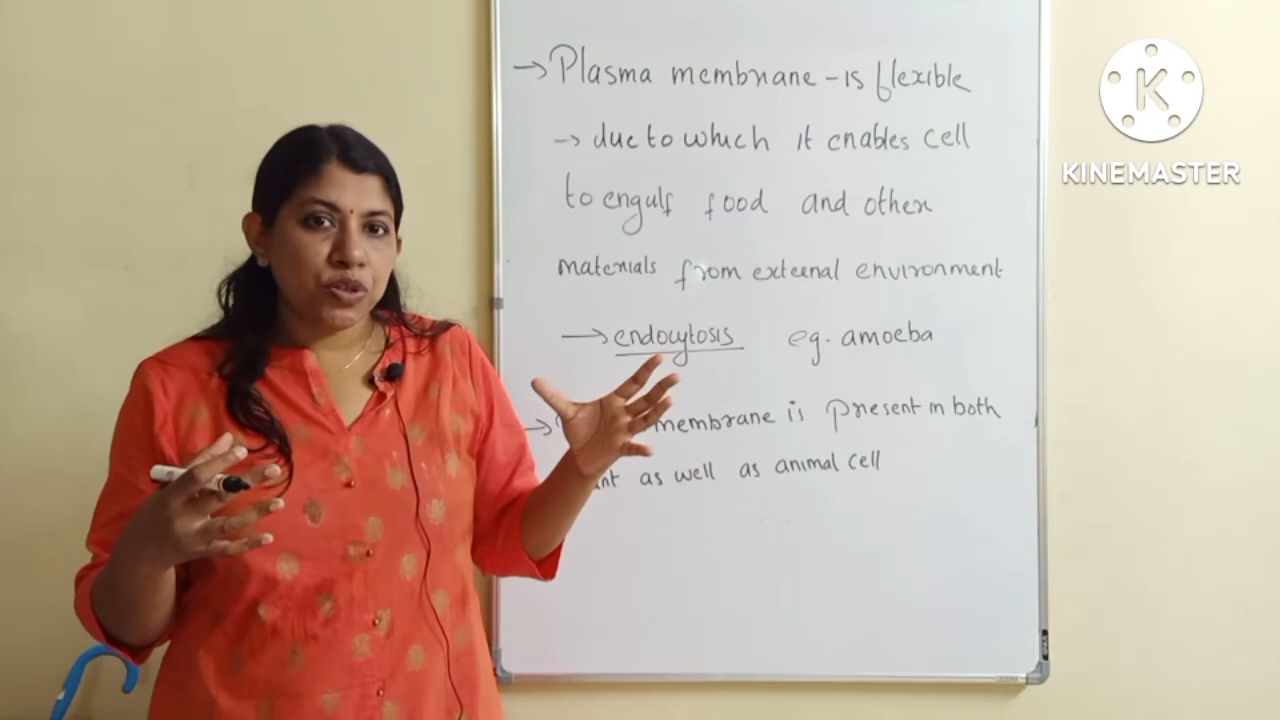 → Plasma membrane - is flexible
→ due to which it enables cell
to engulf food and other
materials from external environment
→ endocytosis eg. amoeba
→ membrane is present in both
as well as animal cell
K
KINEMASTER